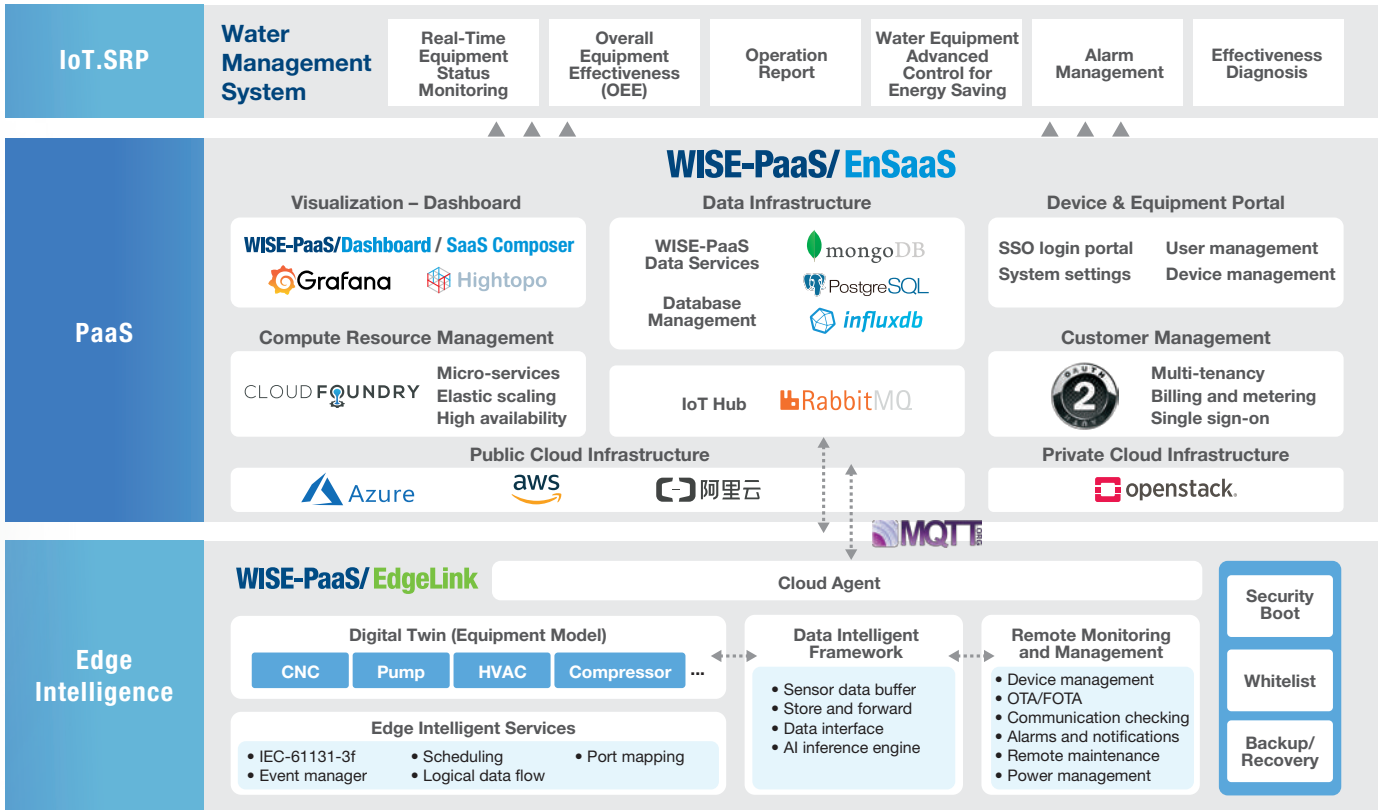 IoT.SRP
Water
Management
System
Real-Time
Equipment
Status
Monitoring
Overall
Equipment
Effectiveness
(OEE)
Operation
Report
Water Equipment
Advanced
Control for
Energy Saving
Alarm
Management
Effectiveness
Diagnosis
PaaS
WISE-PaaS/EnSaaS
Visualization – Dashboard
WISE-PaaS/Dashboard / SaaS Composer
Grafana
Hightopo
Data Infrastructure
WISE-PaaS
Data Services
Database
Management
mongoDB
PostgreSQL
influxdb
Device & Equipment Portal
SSO login portal
User management
System settings
Device management
Compute Resource Management
CLOUD FOUNDRY
Micro-services
Elastic scaling
High availability
IoT Hub
RabbitMQ
Customer Management
OAUTH
2
Multi-tenancy
Billing and metering
Single sign-on
Public Cloud Infrastructure
Azure
aws
阿里云
Private Cloud Infrastructure
openstack.
MQTT
.ORG
Edge
Intelligence
WISE-PaaS/EdgeLink
Cloud Agent
Digital Twin (Equipment Model)
CNC
Pump
HVAC
Compressor
...
Edge Intelligent Services
• IEC-61131-3f
• Scheduling
• Port mapping
• Event manager
• Logical data flow
Data Intelligent
Framework
• Sensor data buffer
• Store and forward
• Data interface
• AI inference engine
Remote Monitoring
and Management
• Device management
• OTA/FOTA
• Communication checking
• Alarms and notifications
• Remote maintenance
• Power management
Security
Boot
Whitelist
Backup/
Recovery